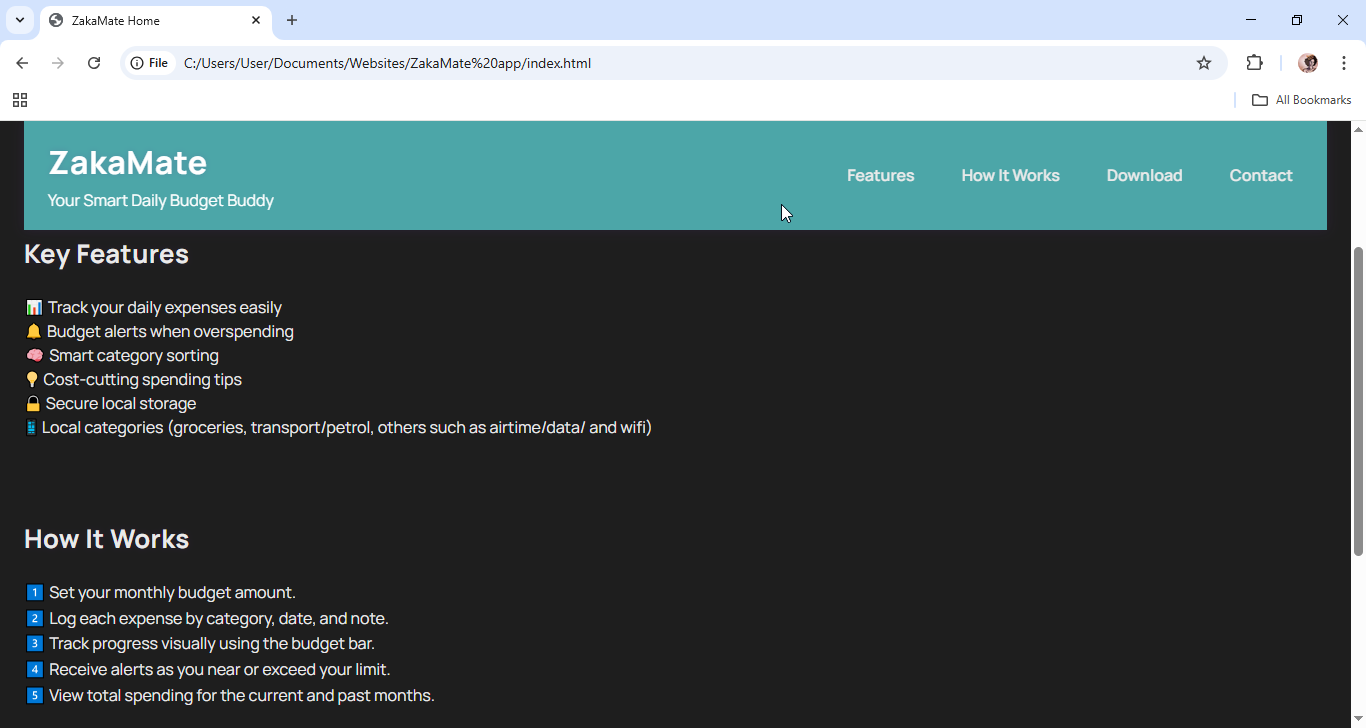 ZakaMate Home
File
C:/Users/User/Documents/Websites/ZakaMate%20app/index.html
All Bookmarks
ZakaMate
Your Smart Daily Budget Buddy
Features
How It Works
Download
Contact
Key Features
📊 Track your daily expenses easily
🔔 Budget alerts when overspending
🧠 Smart category sorting
💡 Cost-cutting spending tips
🔒 Secure local storage
📱 Local categories (groceries, transport/petrol, others such as airtime/data/ and wifi)
How It Works
1️⃣ Set your monthly budget amount.
2️⃣ Log each expense by category, date, and note.
3️⃣ Track progress visually using the budget bar.
4️⃣ Receive alerts as you near or exceed your limit.
5️⃣ View total spending for the current and past months.